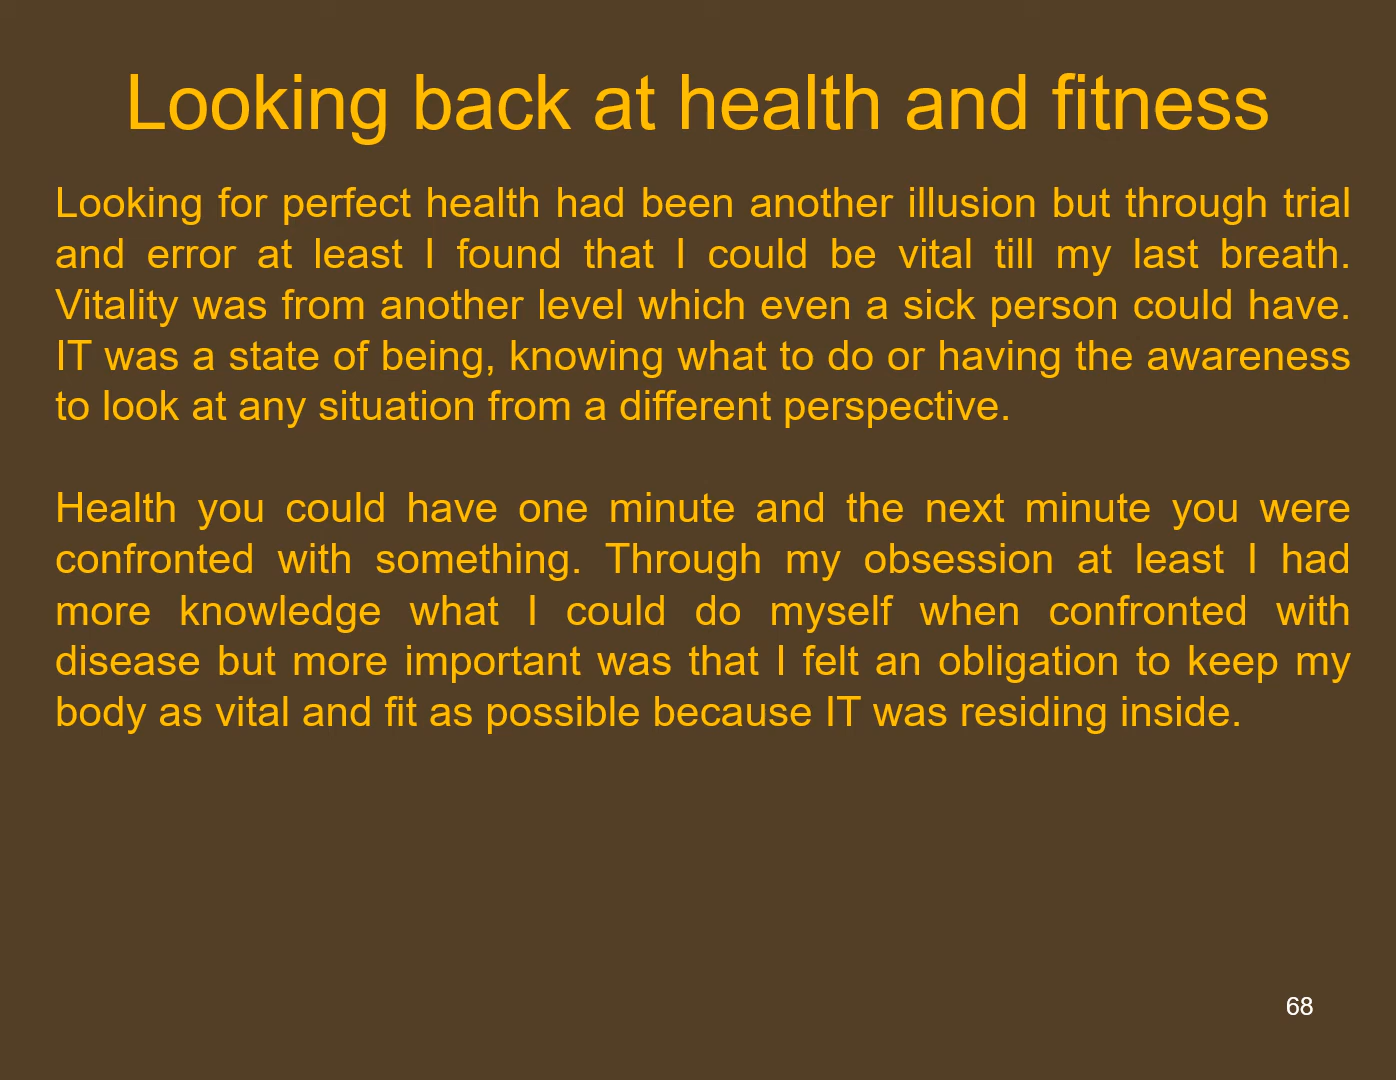 Looking back at health and fitness
Looking for perfect health had been another illusion but through trial
and error at least I found that I could be vital till my last breath.
Vitality was from another level which even a sick person could have.
IT was a state of being, knowing what to do or having the awareness
to look at any situation from a different perspective.
Health you could have one minute and the next minute you were
confronted with something. Through my obsession at least I had
more knowledge what I could do myself when confronted with
disease but more important was that I felt an obligation to keep my
body as vital and fit as possible because IT was residing inside.
68